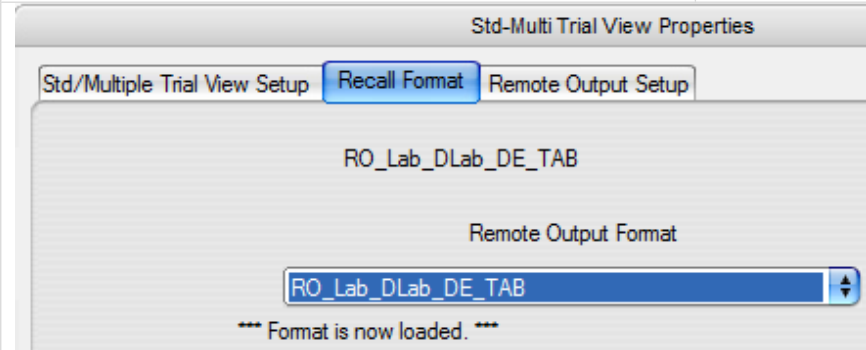 Std-Multi Trial View Properties
Std/Multiple Trial View Setup Recall Format Remote Output Setup
RO_Lab_DLab_DE_TAB
Remote Output Format
RO_Lab_DLab_DE_TAB
*** Format is now loaded. ***